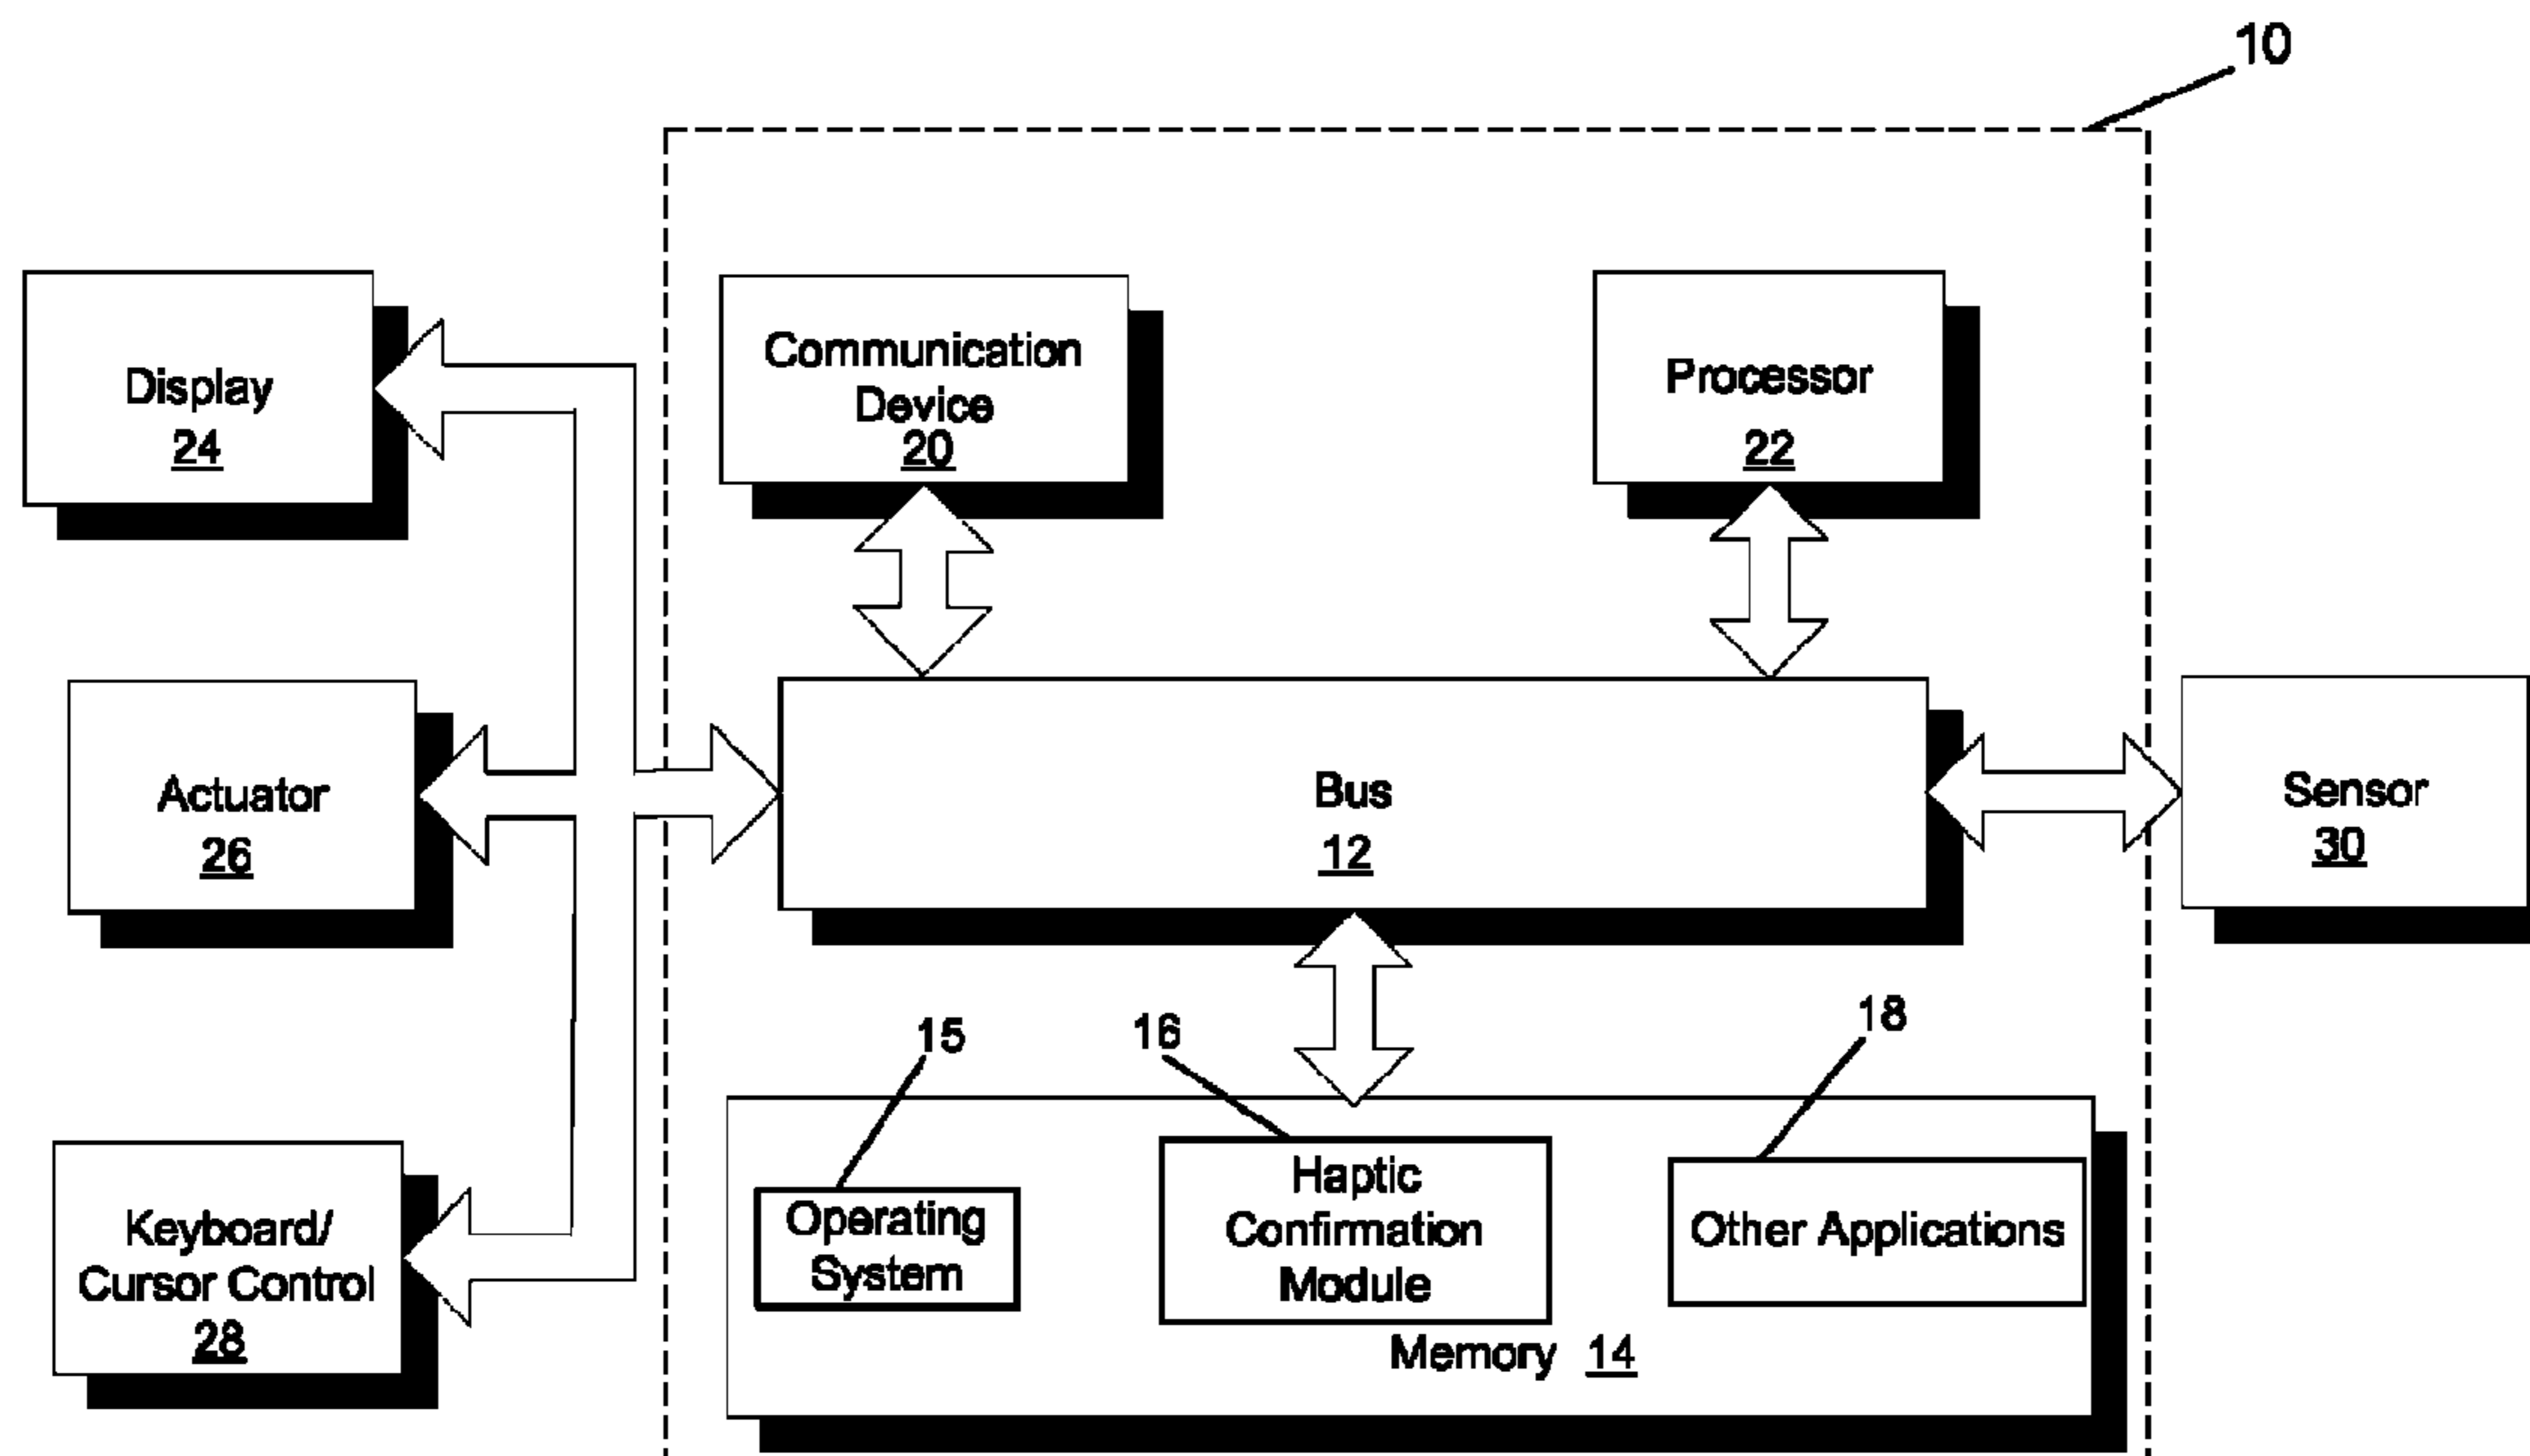 10
Display
24
Communication
Device
20
Processor
22
Actuator
26
Bus
12
Sensor
30
15
16
18
Keyboard/
Cursor Control
28
Operating
System
Haptic
Confirmation
Module
Other Applications
Memory 14